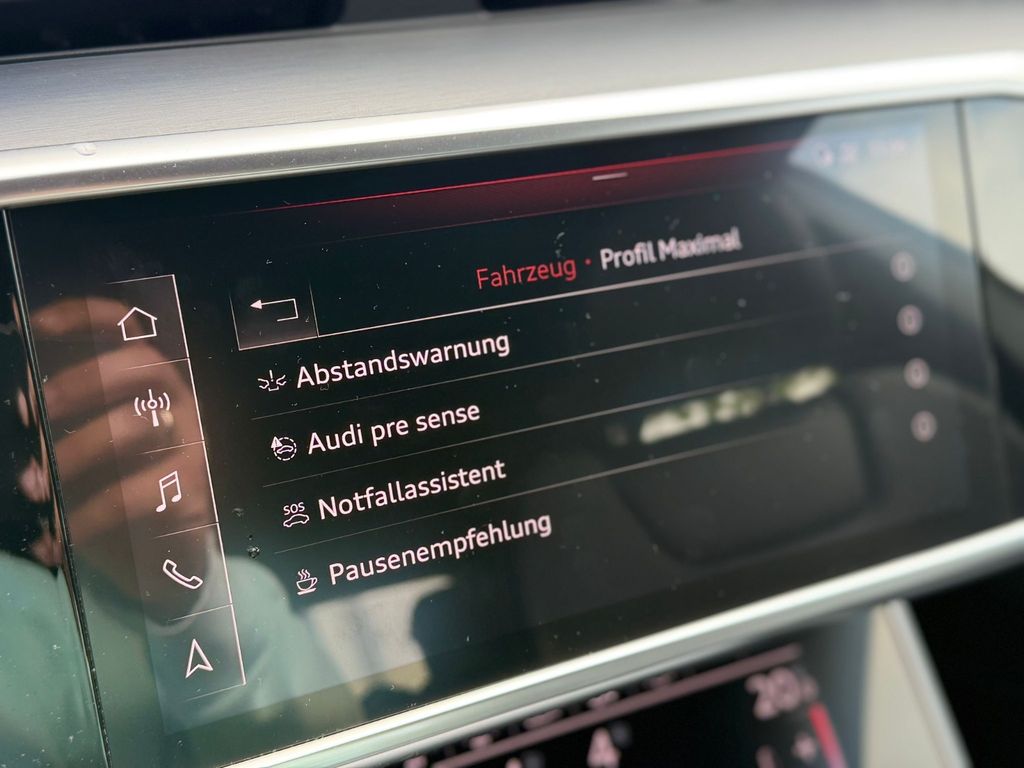 Fahrzeug · Profil Maximal
Abstandswarnung
Audi pre sense
SOS
Notfallassistent
Pausenempfehlung